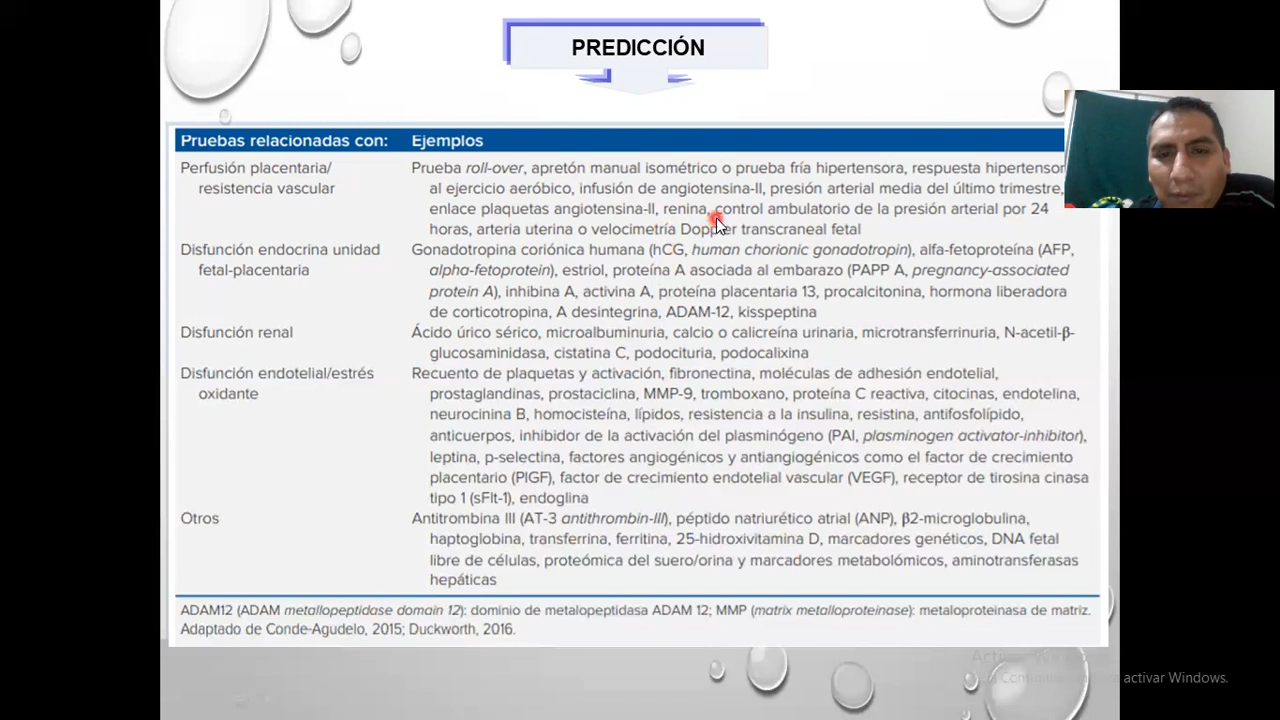 PREDICCIÓN
Pruebas relacionadas con: Ejemplos
Perfusión placentaria/ Prueba roll-over, apretón manual isométrico o prueba fría hipertensora, respuesta hipertensor
resistencia vascular al ejercicio aeróbico, infusión de angiotensina-II, presión arterial media del último trimestre,
enlace plaquetas angiotensina-II, renina, control ambulatorio de la presión arterial por 24
horas, arteria uterina o velocimetría Doppler transcraneal fetal
Disfunción endocrina unidad Gonadotropina coriónica humana (hCG, human chorionic gonadotropin), alfa-fetoproteína (AFP,
fetal-placentaria alpha-fetoprotein), estriol, proteína A asociada al embarazo (PAPP A, pregnancy-associated
protein A), inhibina A, activina A, proteína placentaria 13, procalcitonina, hormona liberadora
de corticotropina, A desintegrina, ADAM-12, kisspeptina
Disfunción renal Ácido úrico sérico, microalbuminuria, calcio o calicreína urinaria, microtransferrinuria, N-acetil-β-
glucosaminidasa, cistatina C, podocituria, podocalixina
Disfunción endotelial/estrés Recuento de plaquetas y activación, fibronectina, moléculas de adhesión endotelial,
oxidante prostaglandinas, prostaciclina, MMP-9, tromboxano, proteína C reactiva, citocinas, endotelina,
neurocinina B, homocisteína, lípidos, resistencia a la insulina, resistina, antifosfolípido,
anticuerpos, inhibidor de la activación del plasminógeno (PAI, plasminogen activator-inhibitor),
leptina, p-selectina, factores angiogénicos y antiangiogénicos como el factor de crecimiento
placentario (PlGF), factor de crecimiento endotelial vascular (VEGF), receptor de tirosina cinasa
tipo 1 (sFlt-1), endoglina
Otros Antitrombina III (AT-3 antithrombin-III), péptido natriurético atrial (ANP), β2-microglobulina,
haptoglobina, transferrina, ferritina, 25-hidroxivitamina D, marcadores genéticos, DNA fetal
libre de células, proteómica del suero/orina y marcadores metabolómicos, aminotransferasas
hepáticas
ADAM12 (ADAM metallopeptidase domain 12): dominio de metalopeptidasa ADAM 12; MMP (matrix metalloproteinase): metaloproteinasa de matriz.
Adaptado de Conde-Agudelo, 2015; Duckworth, 2016.
activar Windows.